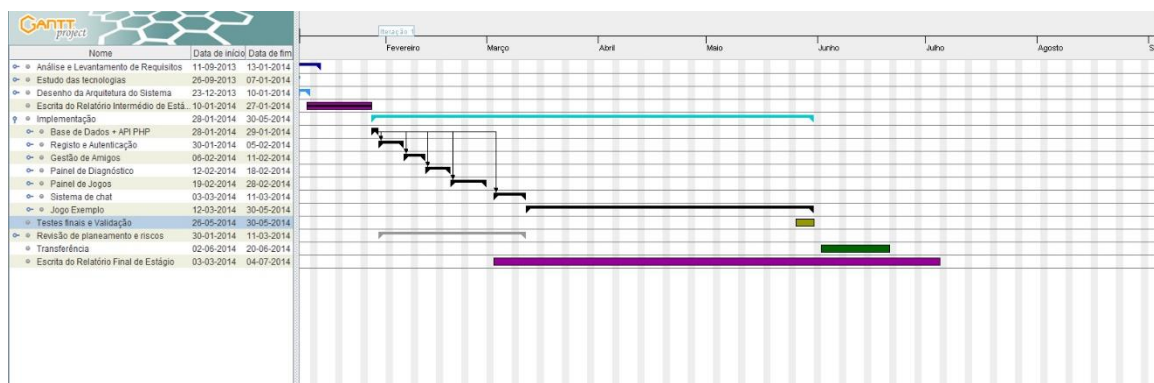 GANTT
project
Fevereiro Março Abril Maio Junho Julho Agosto S
Nome Data de início Data de fim
Análise e Levantamento de Requisitos 11-09-2013 13-01-2014
Estudo das tecnologias 26-09-2013 07-01-2014
Desenho da Arquitetura do Sistema 23-12-2013 10-01-2014
Escrita do Relatório Intermédio de Está... 10-01-2014 27-01-2014
Implementação 28-01-2014 30-05-2014
Base de Dados + API PHP 28-01-2014 29-01-2014
Registo e Autenticação 30-01-2014 05-02-2014
Gestão de Amigos 06-02-2014 11-02-2014
Painel de Diagnóstico 12-02-2014 18-02-2014
Painel de Jogos 19-02-2014 28-02-2014
Sistema de chat 03-03-2014 11-03-2014
Jogo Exemplo 12-03-2014 30-05-2014
Testes finais e Validação 26-05-2014 30-05-2014
Revisão de planeamento e riscos 30-01-2014 11-03-2014
Transferência 02-06-2014 20-06-2014
Escrita do Relatório Final de Estágio 03-03-2014 04-07-2014